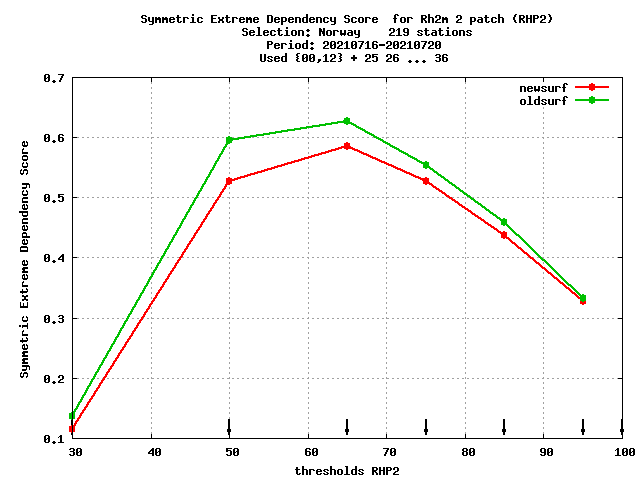 Symmetric Extreme Dependency Score  for Rh2m 2 patch (RHP2)
Selection: Norway    219 stations
Period: 20210716-20210720
Used {00,12} + 25 26 ... 36
newsurf
oldsurf
Symmetric Extreme Dependency Score
0.7
0.6
0.5
0.4
0.3
0.2
0.1
30 40 50 60 70 80 90 100
thresholds RHP2